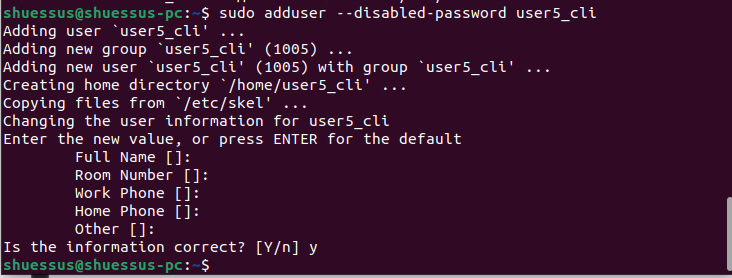 shuessus@shuessus-pc:~$ sudo adduser --disabled-password user5_cli
Adding user `user5_cli' ...
Adding new group `user5_cli' (1005) ...
Adding new user `user5_cli' (1005) with group `user5_cli' ...
Creating home directory `/home/user5_cli' ...
Copying files from `/etc/skel' ...
Changing the user information for user5_cli
Enter the new value, or press ENTER for the default
Full Name []:
Room Number []:
Work Phone []:
Home Phone []:
Other []:
Is the information correct? [Y/n] y
shuessus@shuessus-pc:~$